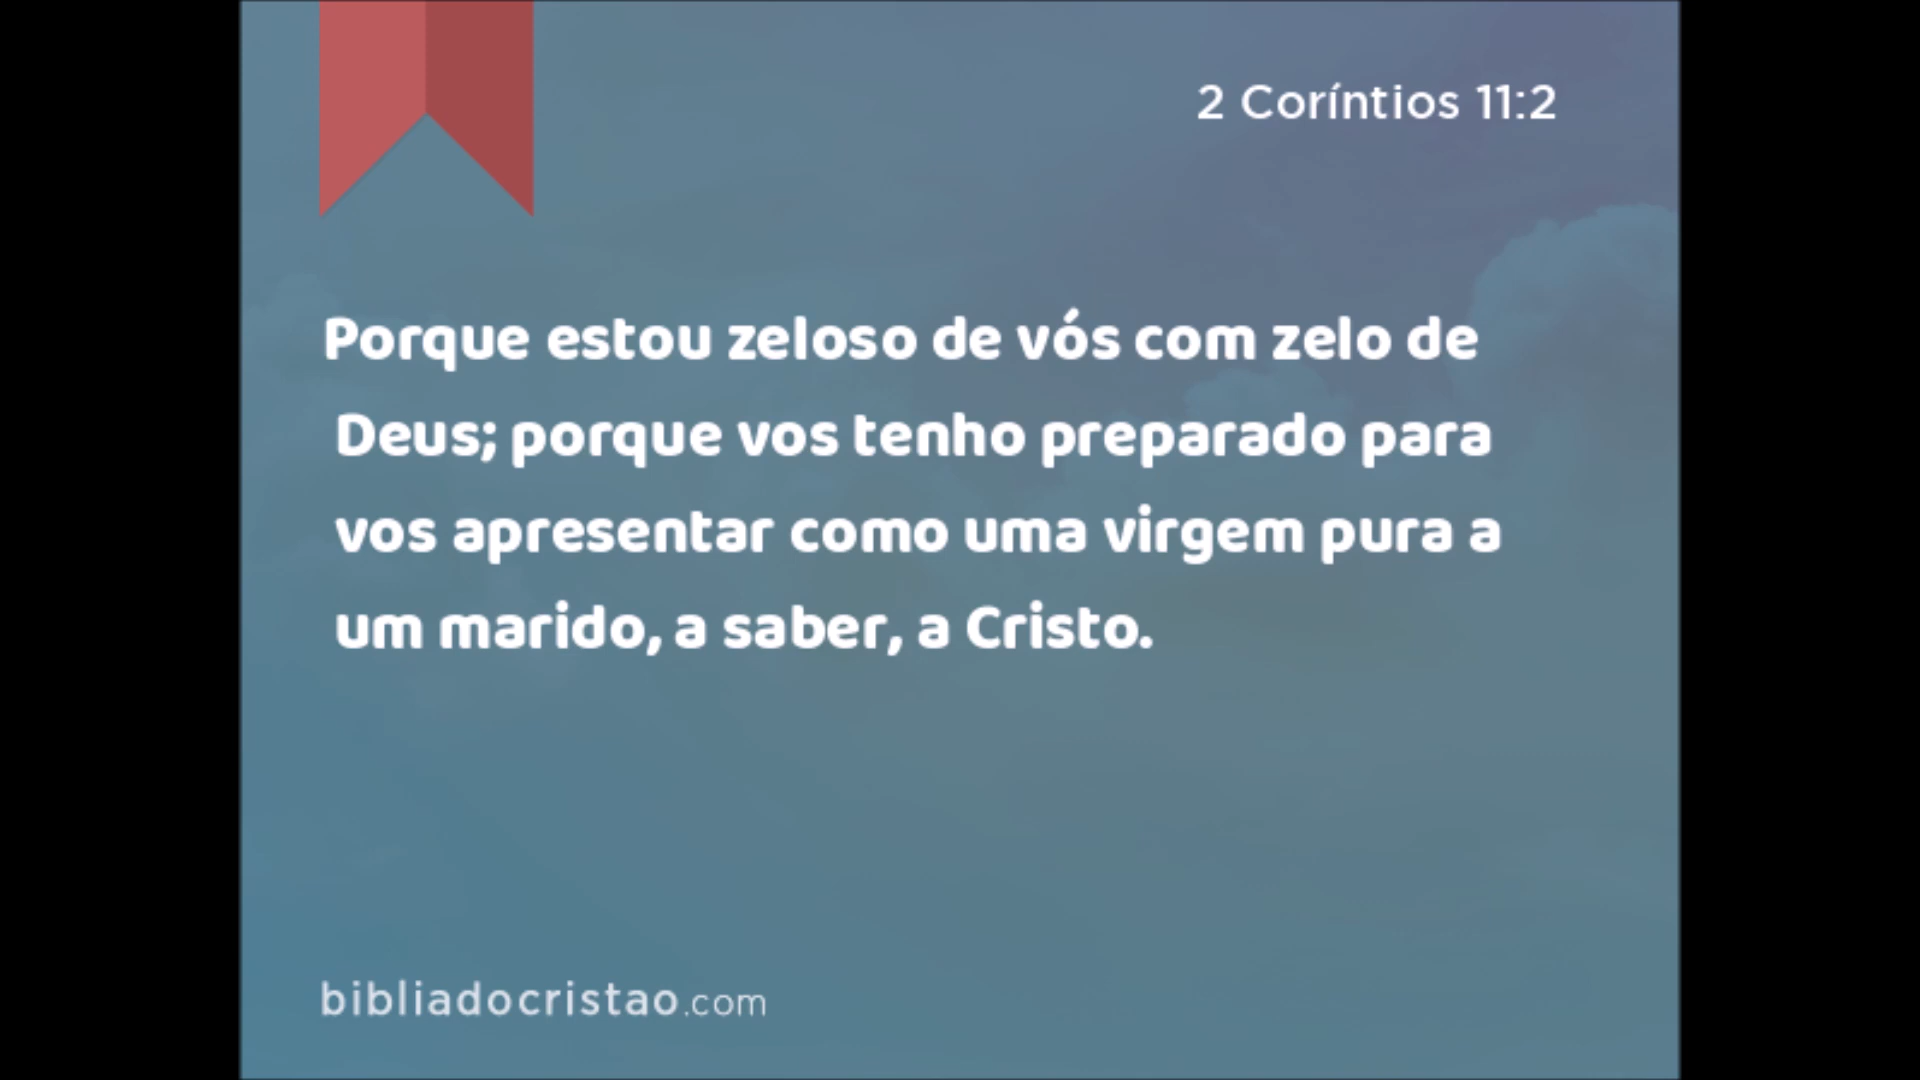 2 Coríntios 11:2
Porque estou zeloso de vós com zelo de
Deus; porque vos tenho preparado para
vos apresentar como uma virgem pura a
um marido, a saber, a Cristo.
bibliadocristao.com